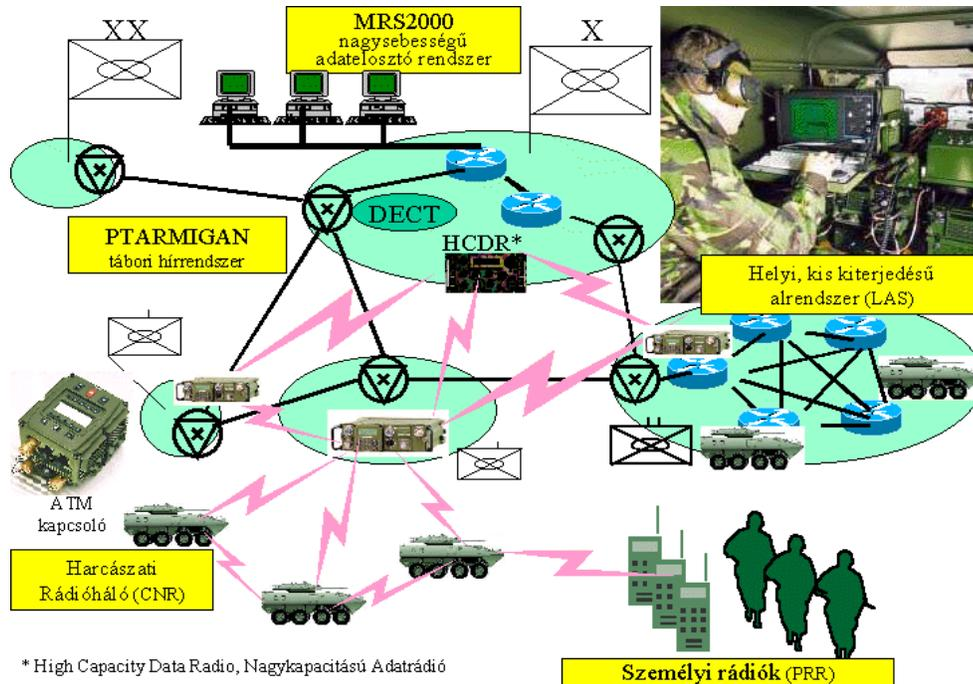 XX
MRS2000
nagysebességű
adatelosztó rendszer
X
DECT
PTARMIGAN
tábori hírrendszer
HCDR*
Helyi, kis kiterjedésű
alrendszer (LAS)
I
I
II
ATM
kapcsoló
Harcászati
Rádióháló (CNR)
* High Capacity Data Radio, Nagykapacitású Adatrádió
Személyi rádiók (PRR)